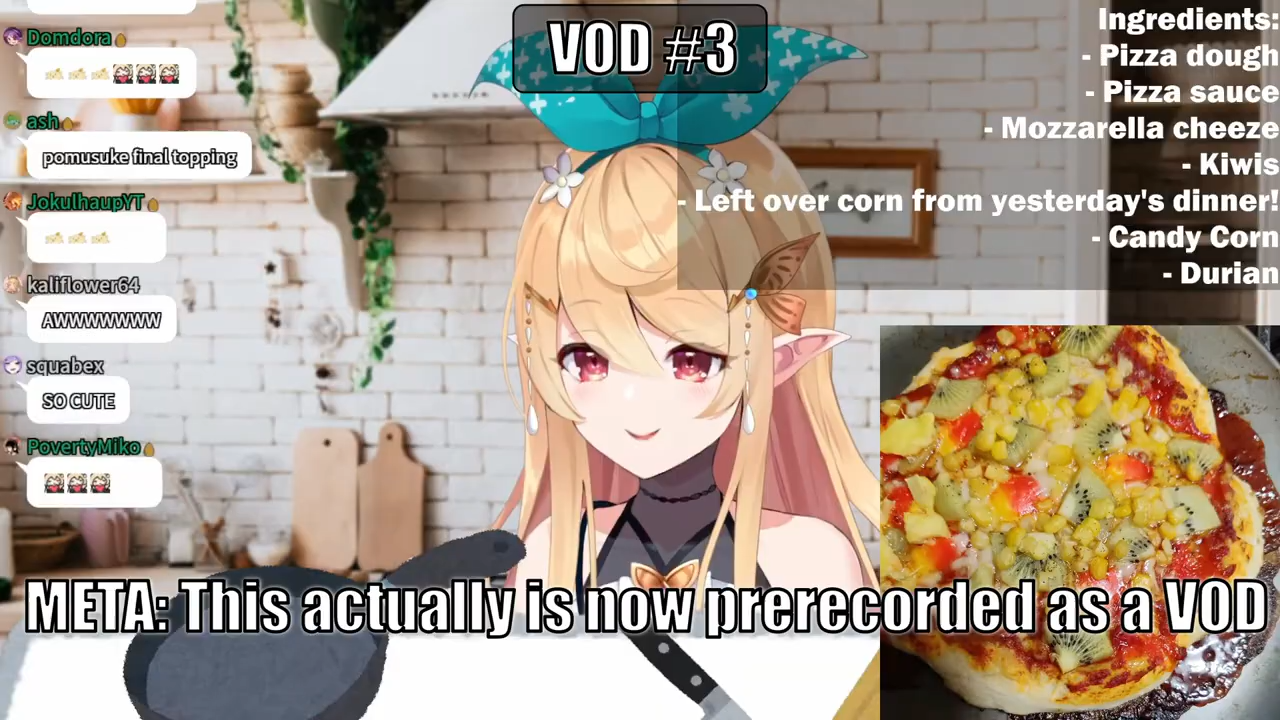 VOD #3
Domdora
ash
pomusuke final topping
JokulhaupYT
kaliflower64
AWWWWWWW
squabex
SO CUTE
PovertyMiko
Ingredients:
- Pizza dough
- Pizza sauce
- Mozzarella cheeze
- Kiwis
- Left over corn from yesterday's dinner!
- Candy Corn
- Durian
META: This actually is now prerecorded as a VOD